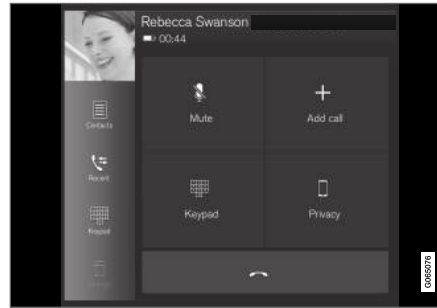 Rebecca Swanson
00:44
Contacts
Recent
Keypad
Mute
Add call
Keypad
Privacy
G065076